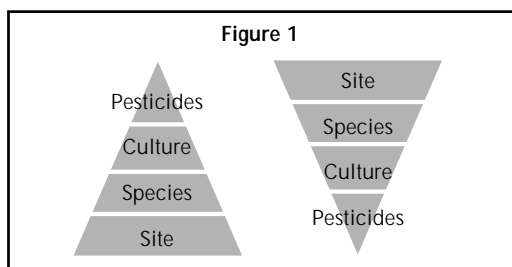 Figure 1
Pesticides
Culture
Species
Site
Site
Species
Culture
Pesticides